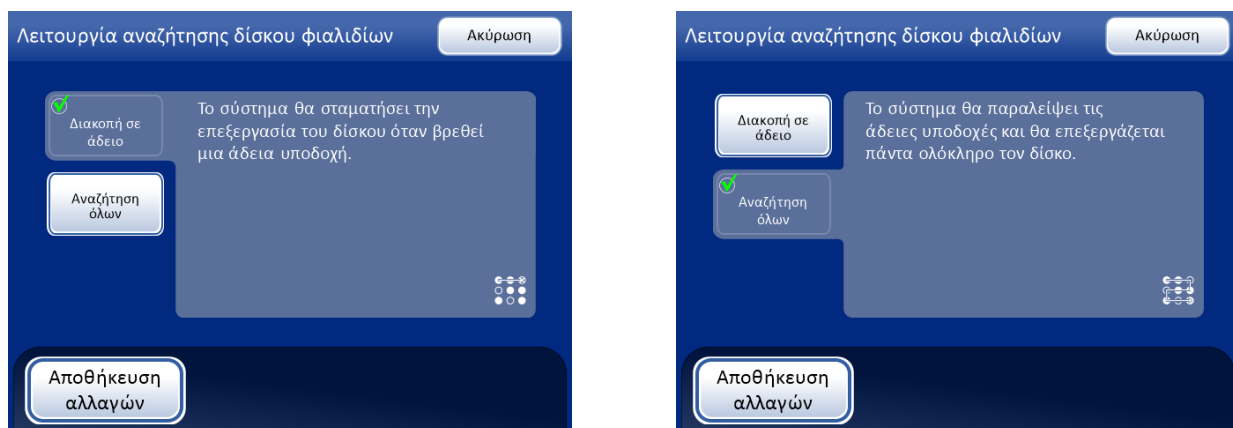 Λειτουργία αναζήτησης δίσκου φιαλιδίων
Ακύρωση
Διακοπή σε
άδειο
Το σύστημα θα σταματήσει την
επεξεργασία του δίσκου όταν βρεθεί
μια άδεια υποδοχή.
Αναζήτηση
όλων
Αποθήκευση
αλλαγών
Λειτουργία αναζήτησης δίσκου φιαλιδίων
Ακύρωση
Διακοπή σε
άδειο
Το σύστημα θα παραλείψει τις
άδειες υποδοχές και θα επεξεργάζεται
πάντα ολόκληρο τον δίσκο.
Αναζήτηση
όλων
Αποθήκευση
αλλαγών